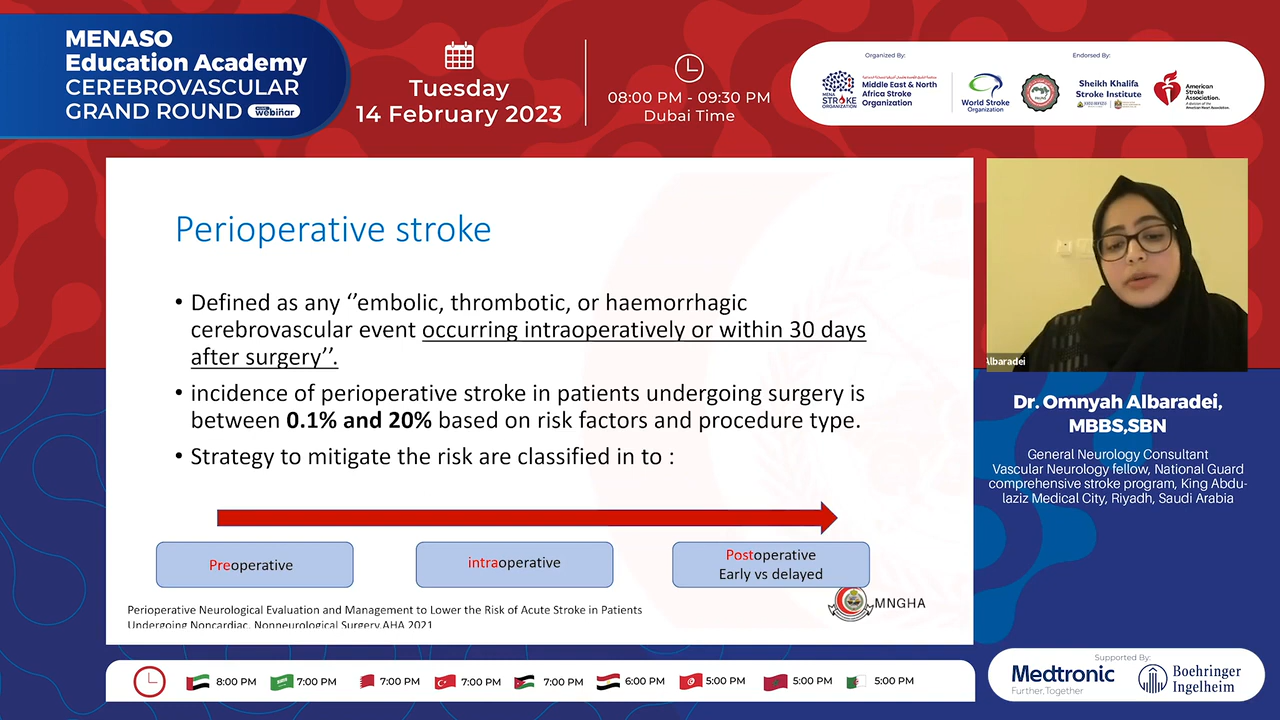 MENASO
Education Academy
CEREBROVASCULAR
GRAND ROUND
webinar
Tuesday
14 February 2023
08:00 PM - 09:30 PM
Dubai Time
Organized By:
MENA
STROKE
ORGANIZATION
Middle East & North
Africa Stroke
Organization
World Stroke
Organization
Endorsed By:
Sheikh Khalifa
Stroke Institute
American
Stroke
Association.
A division of the
American Heart Association.
Perioperative stroke
• Defined as any ‘’embolic, thrombotic, or haemorrhagic
cerebrovascular event occurring intraoperatively or within 30 days
after surgery’’.
• incidence of perioperative stroke in patients undergoing surgery is
between 0.1% and 20% based on risk factors and procedure type.
• Strategy to mitigate the risk are classified in to :
Preoperative
intraoperative
Postoperative
Early vs delayed
Perioperative Neurological Evaluation and Management to Lower the Risk of Acute Stroke in Patients
Undergoing Noncardiac, Nonneurological Surgery.AHA 2021
MNGHA
Albaradei
Dr. Omnyah Albaradei,
MBBS,SBN
General Neurology Consultant
Vascular Neurology fellow, National Guard
comprehensive stroke program, King Abdu-
laziz Medical City, Riyadh, Saudi Arabia
8:00 PM
7:00 PM
7:00 PM
7:00 PM
7:00 PM
6:00 PM
5:00 PM
5:00 PM
5:00 PM
Supported By:
Medtronic
Further, Together
Boehringer
Ingelheim